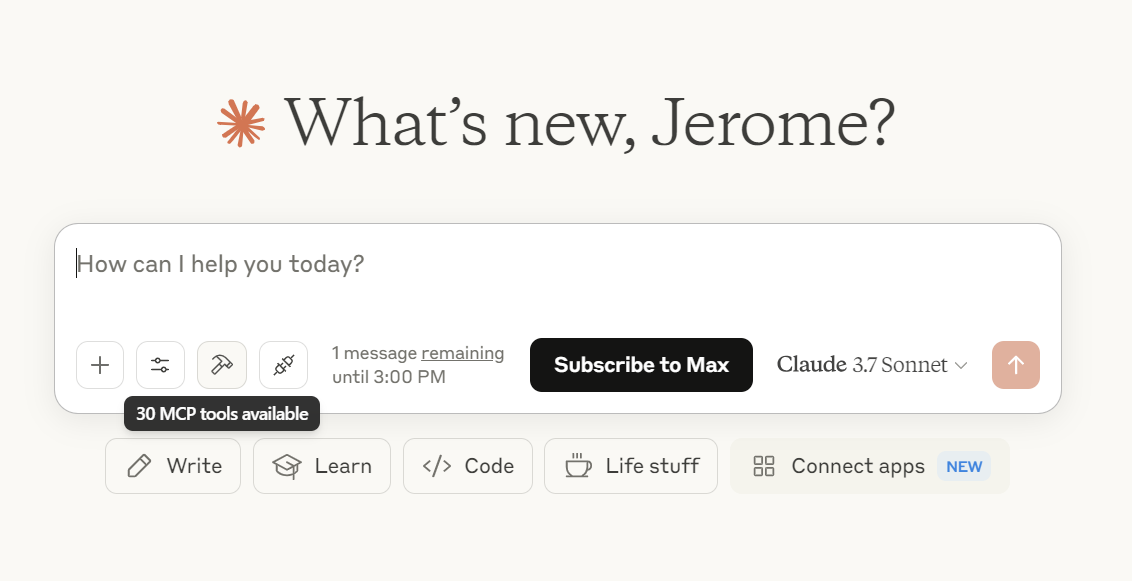 What’s new, Jerome?
How can I help you today?
1 message remaining
until 3:00 PM
Subscribe to Max
Claude 3.7 Sonnet
30 MCP tools available
Write
Learn
Code
Life stuff
Connect apps
NEW